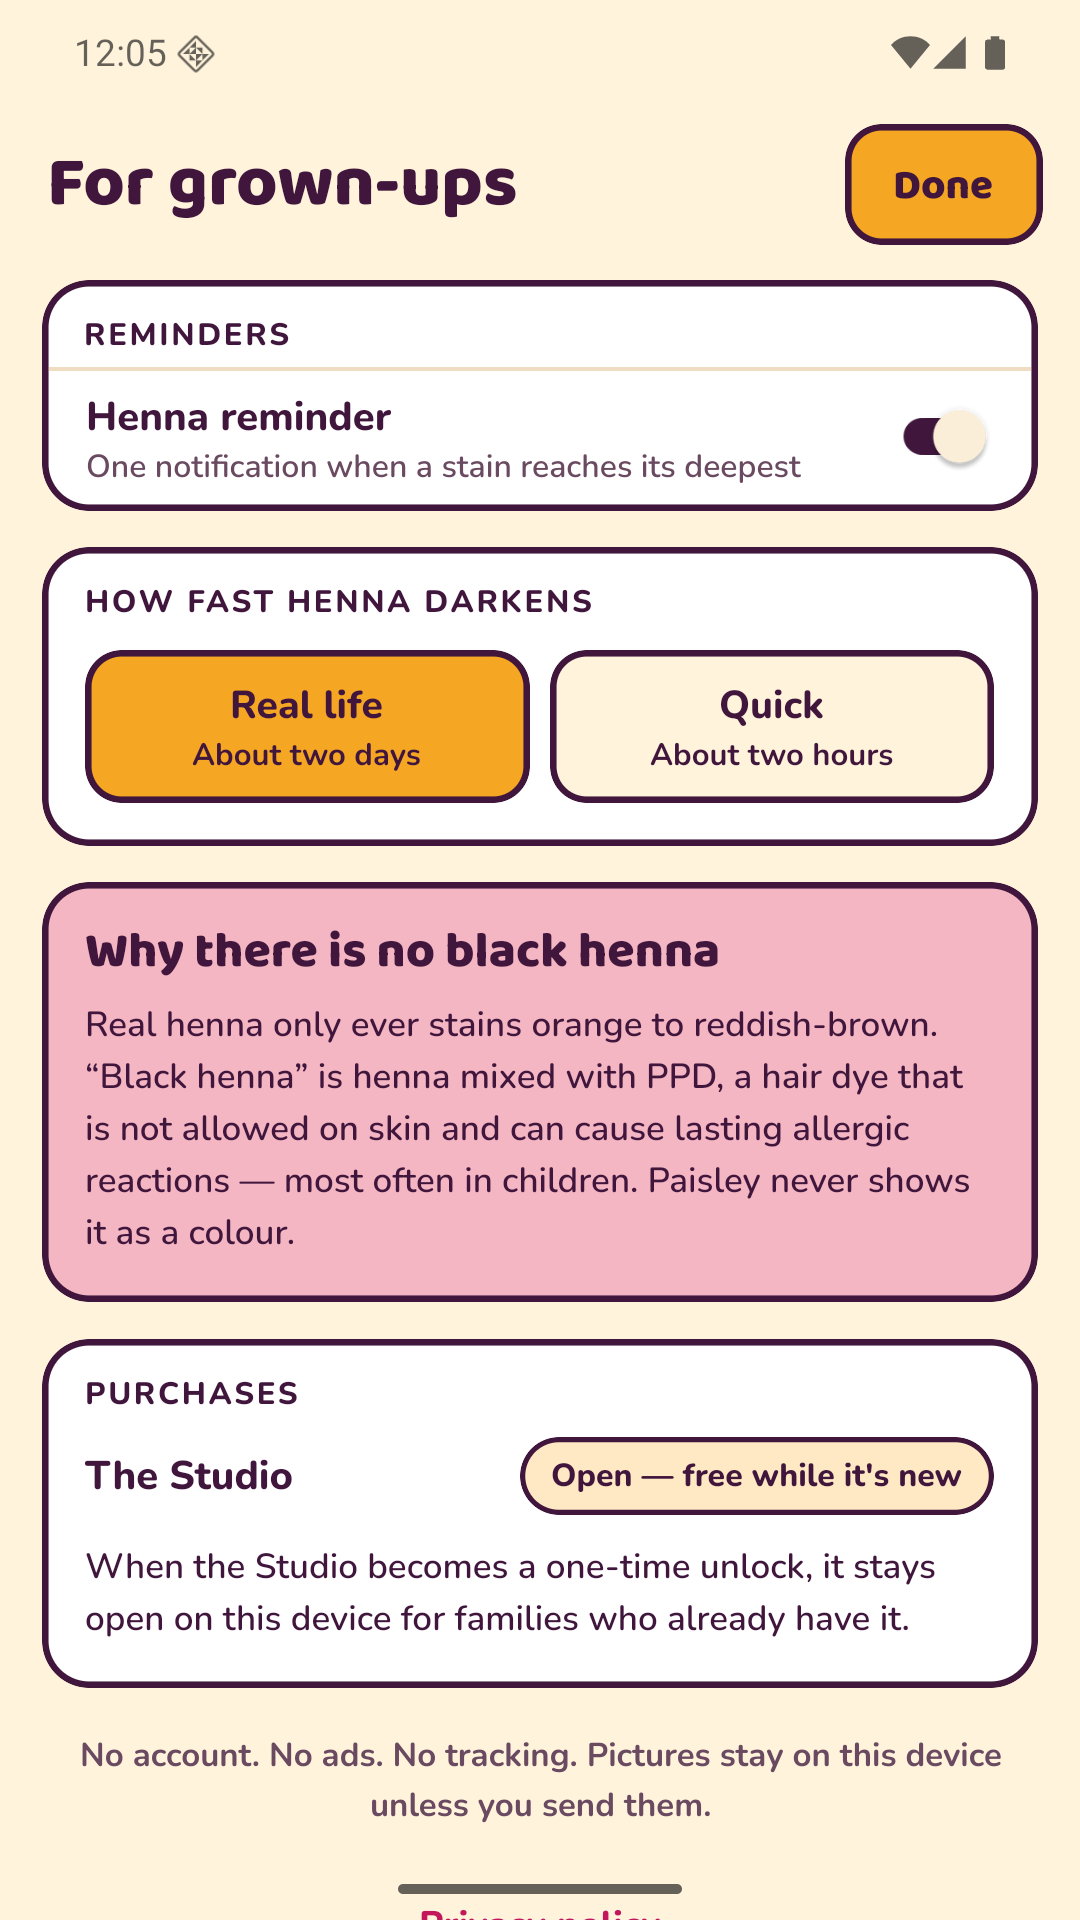 12:05
For grown-ups
Done
REMINDERS
Henna reminder
One notification when a stain reaches its deepest
HOW FAST HENNA DARKENS
Real life
About two days
Quick
About two hours
Why there is no black henna
Real henna only ever stains orange to reddish-brown.
“Black henna” is henna mixed with PPD, a hair dye that
is not allowed on skin and can cause lasting allergic
reactions — most often in children. Paisley never shows
it as a colour.
PURCHASES
The Studio
Open — free while it's new
When the Studio becomes a one-time unlock, it stays
open on this device for families who already have it.
No account. No ads. No tracking. Pictures stay on this device
unless you send them.
Privacy policy